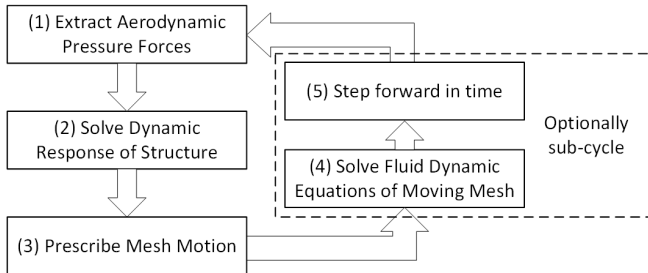 (1) Extract Aerodynamic
Pressure Forces
(2) Solve Dynamic
Response of Structure
(3) Prescribe Mesh Motion
(4) Solve Fluid Dynamic
Equations of Moving Mesh
(5) Step forward in time
Optionally
sub-cycle